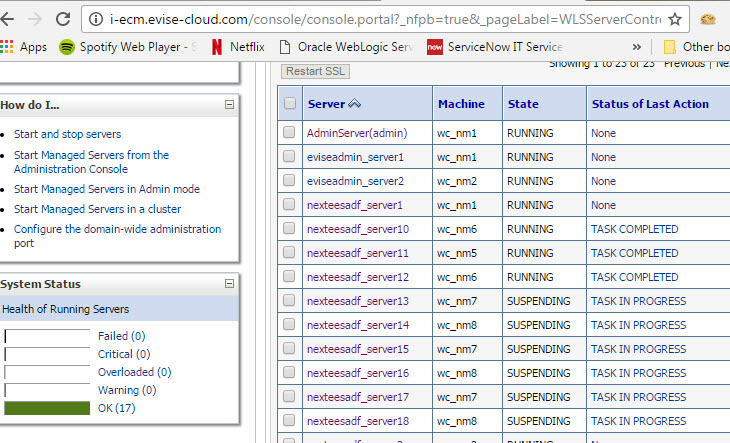 i-ecm.evise-cloud.com/console/console.portal?_nfpb=true&_pageLabel=WLSServerContro
Apps Spotify Web Player - S Netflix Oracle WebLogic Serv new ServiceNow IT Service » Other bo
Restart SSL Showing 1 to 23 of 23 Previous | Nex
How do I...
Start and stop servers
Start Managed Servers from the
Administration Console
Start Managed Servers in Admin mode
Start Managed Servers in a cluster
Configure the domain-wide administration
port
System Status
Health of Running Servers
Failed (0)
Critical (0)
Overloaded (0)
Warning (0)
OK (17)
Server Machine State Status of Last Action
AdminServer(admin) wc_nm1 RUNNING None
eviseadmin_server1 wc_nm1 RUNNING None
eviseadmin_server2 wc_nm2 RUNNING None
nexteesadf_server1 wc_nm1 RUNNING None
nexteesadf_server10 wc_nm6 RUNNING TASK COMPLETED
nexteesadf_server11 wc_nm5 RUNNING TASK COMPLETED
nexteesadf_server12 wc_nm6 RUNNING TASK COMPLETED
nexteesadf_server13 wc_nm7 SUSPENDING TASK IN PROGRESS
nexteesadf_server14 wc_nm8 SUSPENDING TASK IN PROGRESS
nexteesadf_server15 wc_nm7 SUSPENDING TASK IN PROGRESS
nexteesadf_server16 wc_nm8 SUSPENDING TASK IN PROGRESS
nexteesadf_server17 wc_nm7 SUSPENDING TASK IN PROGRESS
nexteesadf_server18 wc_nm8 SUSPENDING TASK IN PROGRESS